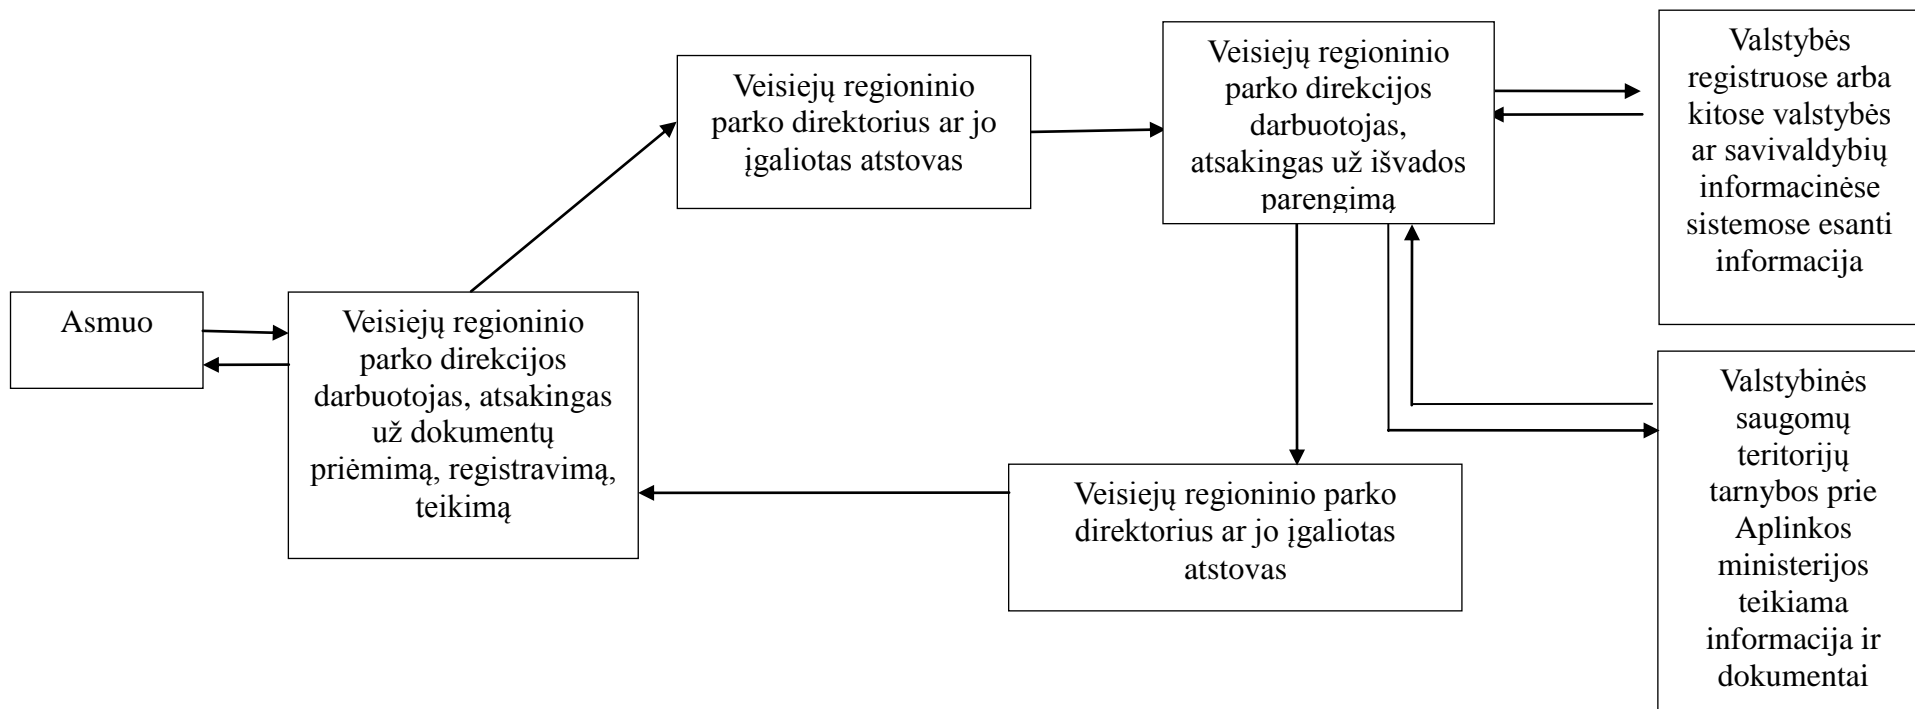 Asmuo
Veisiejų regioninio
parko direkcijos
darbuotojas, atsakingas
už dokumentų
priėmimą, registravimą,
teikimą
Veisiejų regioninio
parko direktorius ar jo
įgaliotas atstovas
Veisiejų regioninio
parko direkcijos
darbuotojas,
atsakingas už išvados
parengimą
Valstybės
registruose arba
kitose valstybės
ar savivaldybių
informacinėse
sistemose esanti
informacija
Valstybinės
saugomų
teritorijų
tarnybos prie
Aplinkos
ministerijos
teikiama
informacija ir
dokumentai
Veisiejų regioninio parko
direktorius ar jo įgaliotas
atstovas